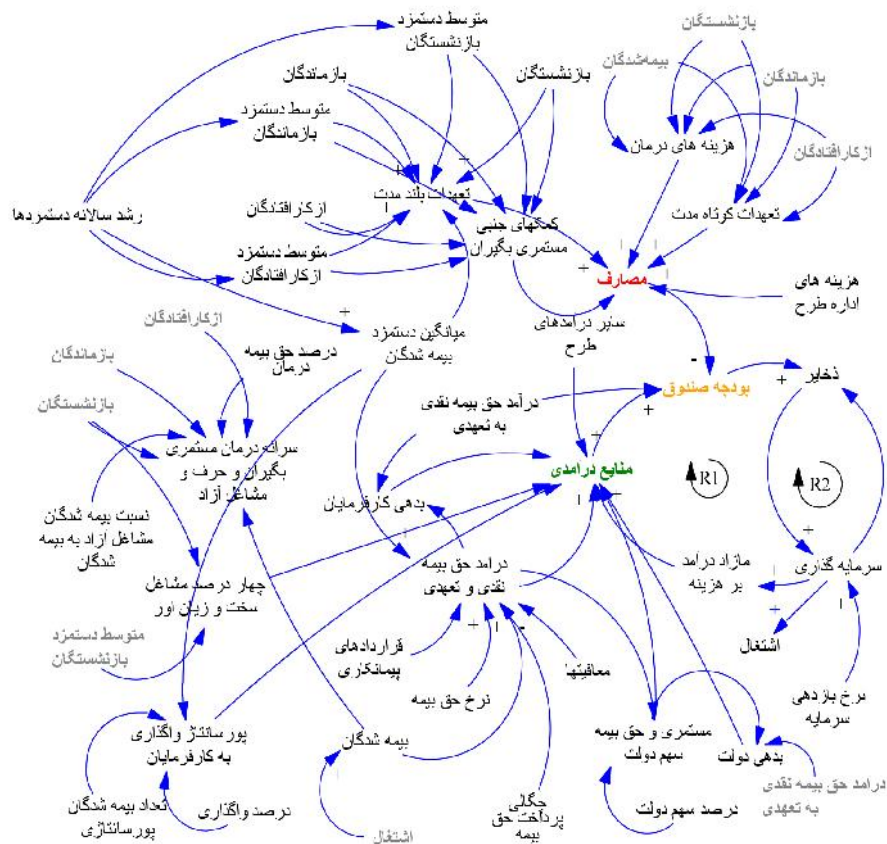 بازنشستگان
متوسط دستمزد
بازنشستگان
بیمه‌شدگان
بازماندگان
بازنشستگان
بازماندگان
متوسط دستمزد
بازماندگان
هزینه های درمان
ازکارافتادگان
تعهدات بلند مدت
ازکارافتادگان
تعهدات کوتاه مدت
رشد سالانه دستمزدها
کمکهای جنبی
مستمری بگیران
متوسط دستمزد
ازکارافتادگان
مصارف
هزینه های
اداره طرح
ازکارافتادگان
میانگین دستمزد
بیمه شدگان
سایر درامدهای
طرح
درصد حق بیمه
درمان
بازماندگان
ذخایر
بودجه صندوق
بازنشستگان
درآمد حق بیمه نقدی
به تعهدی
سرانه درمان مستمری
بگیران و حرف و
مشاغل آزاد
منابع درامدی
R1
R2
بدهی کارفرمایان
نسبت بیمه شدگان
مشاغل آزاد به بیمه
شدگان
درامد حق بیمه
نقدی و تعهدی
مازاد درآمد
بر هزینه
سرمایه گذاری
چهار درصد مشاغل
سخت و زیان اور
متوسط دستمزد
بازنشستگان
قراردادهای
پیمانکاری
معافیتها
اشتغال
نرخ حق بیمه
نرخ بازدهی
سرمایه
پورسانتاژ واگذاری
به کارفرمایان
بیمه شدگان
مستمری و حق بیمه
سهم دولت
بدهی دولت
درامد حق بیمه نقدی
به تعهدی
تعداد بیمه شدگان
پورسانتاژی
درصد واگذاری
اشتغال
چگالی
پرداخت حق
بیمه
درصد سهم دولت